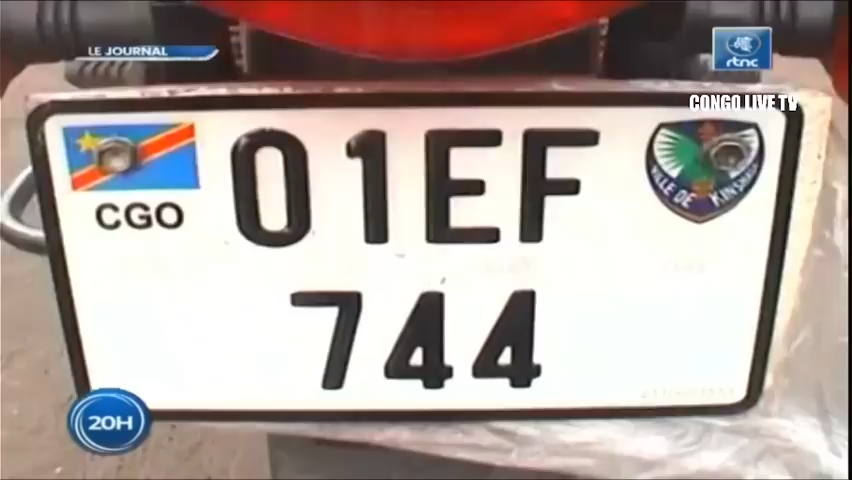 LE JOURNAL
rtnc
CONGO LIVE TV
01EF
CGO
VILLE DE KINSHASA
744
20H